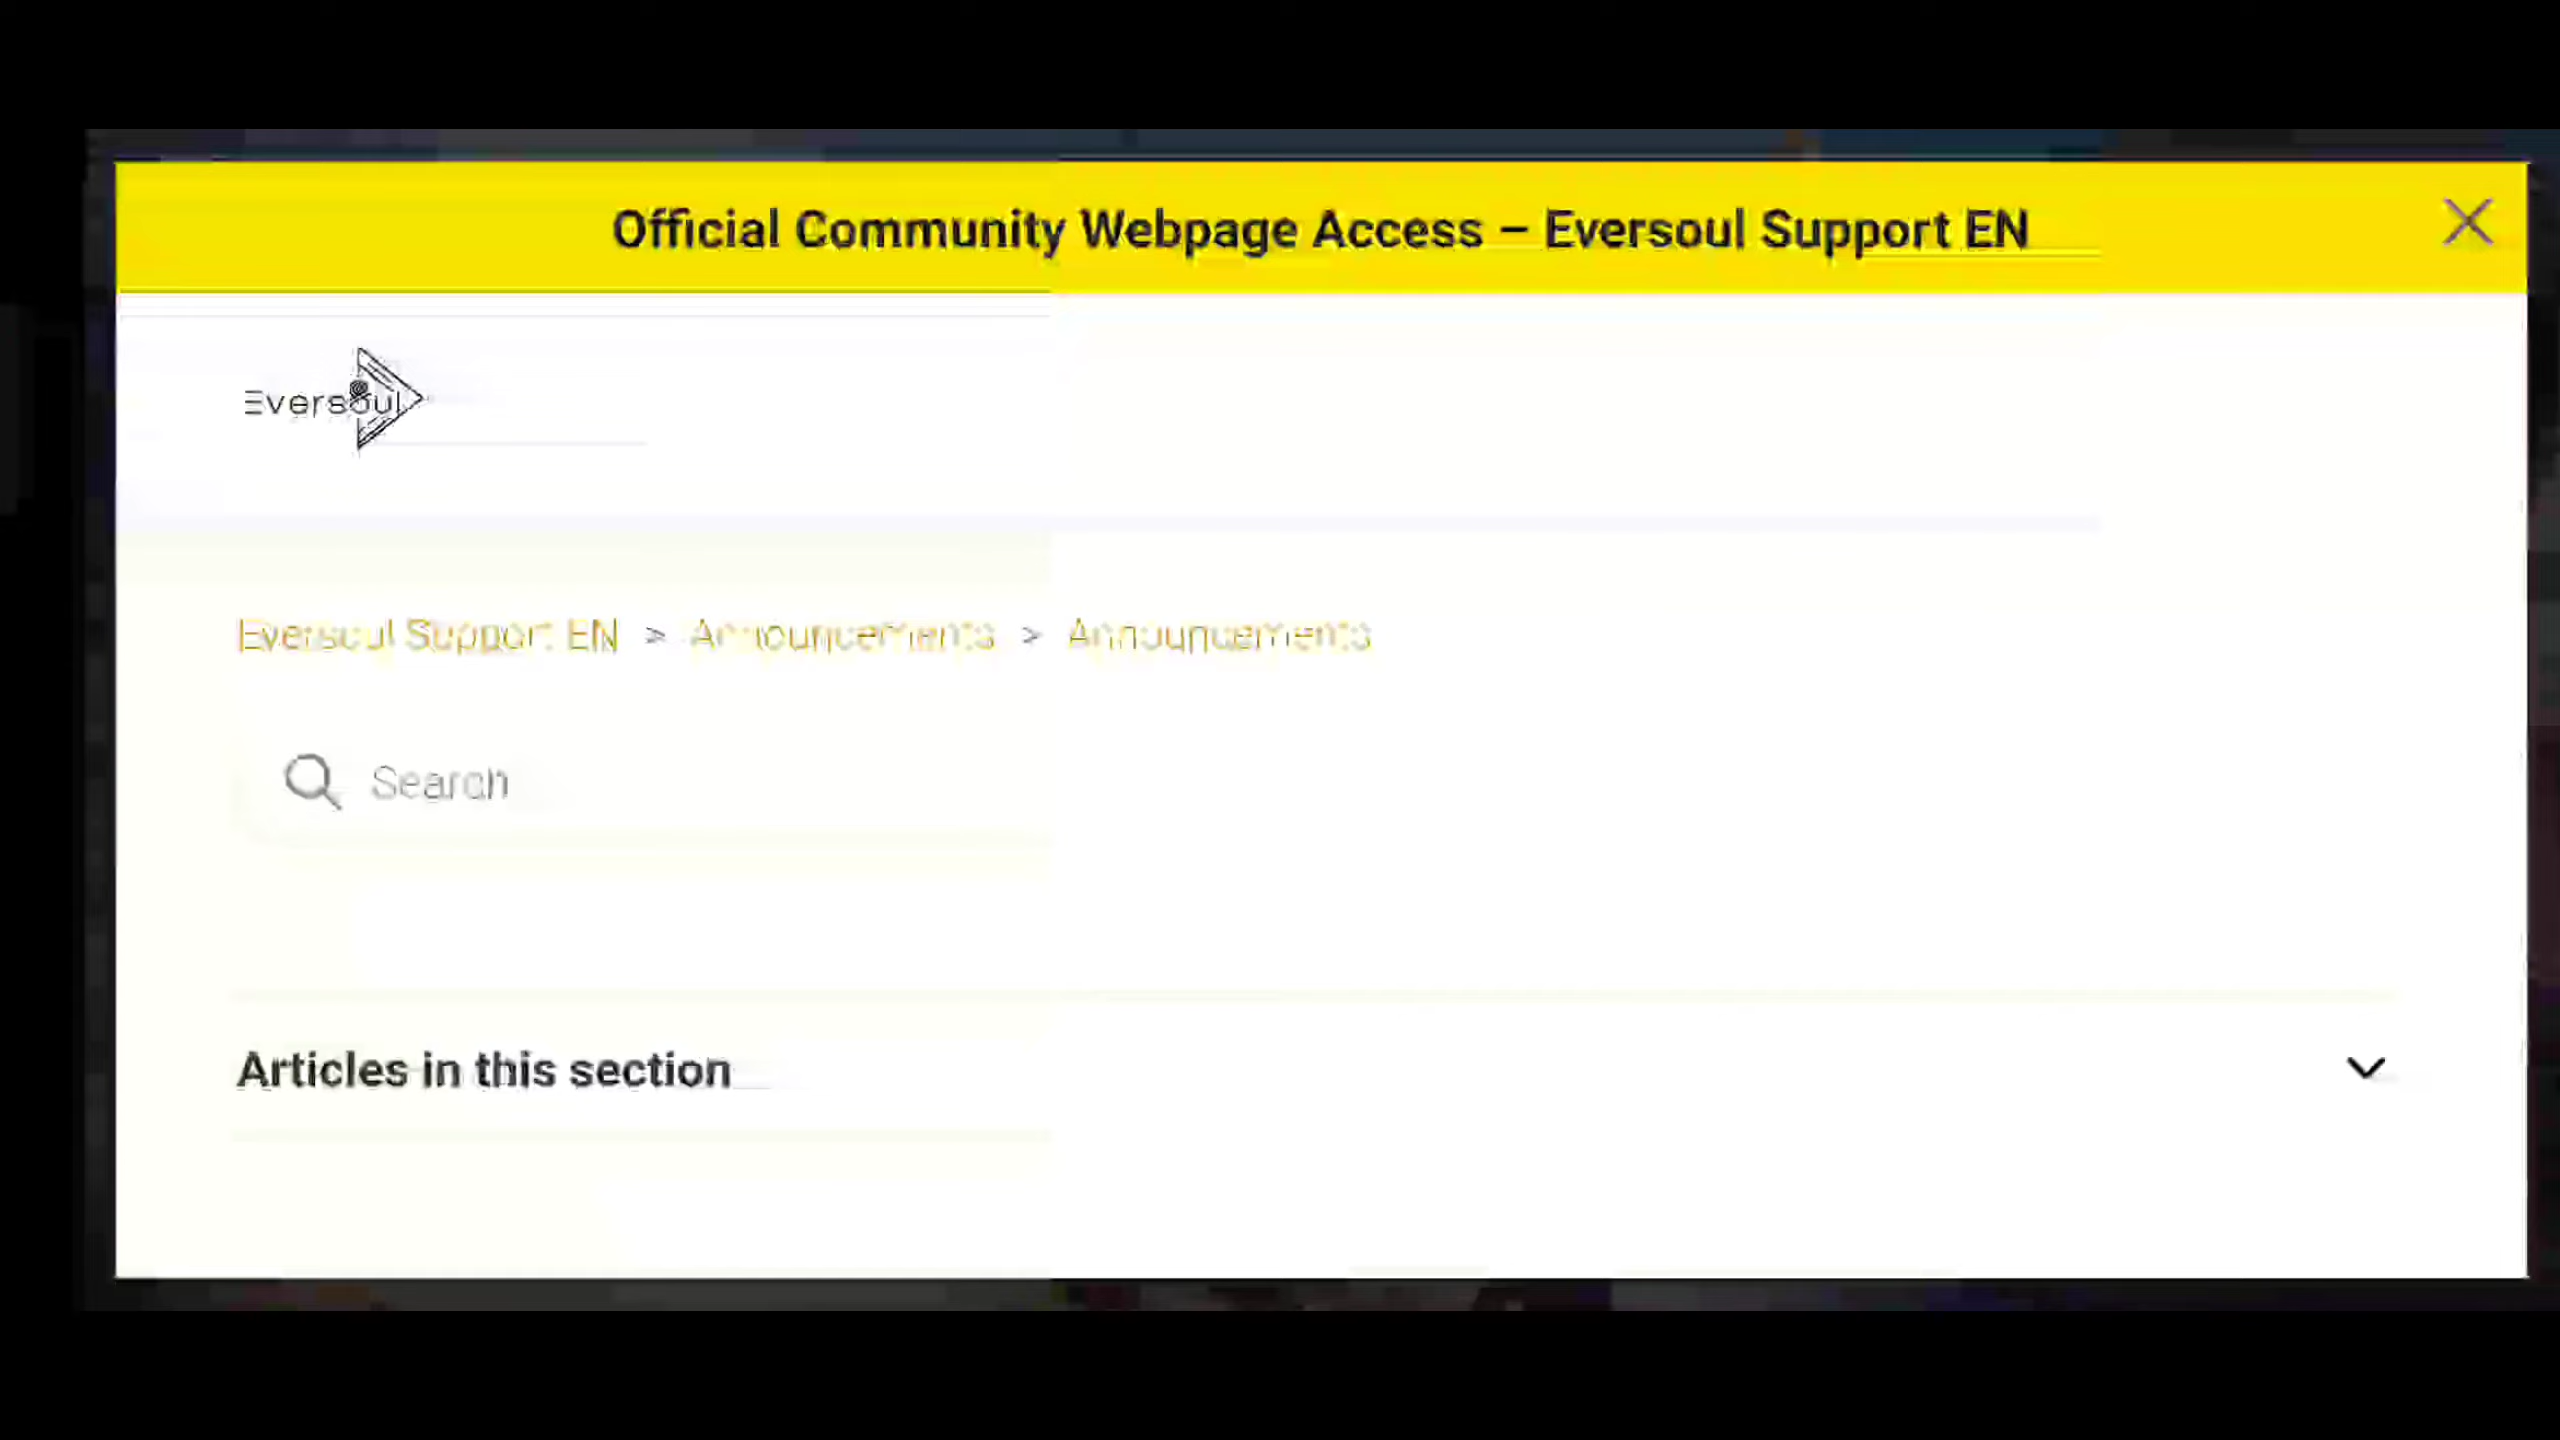 Official Community Webpage Access – Eversoul Support EN
Eversoul
Eversoul Support EN > Announcements > Announcements
Search
Articles in this section